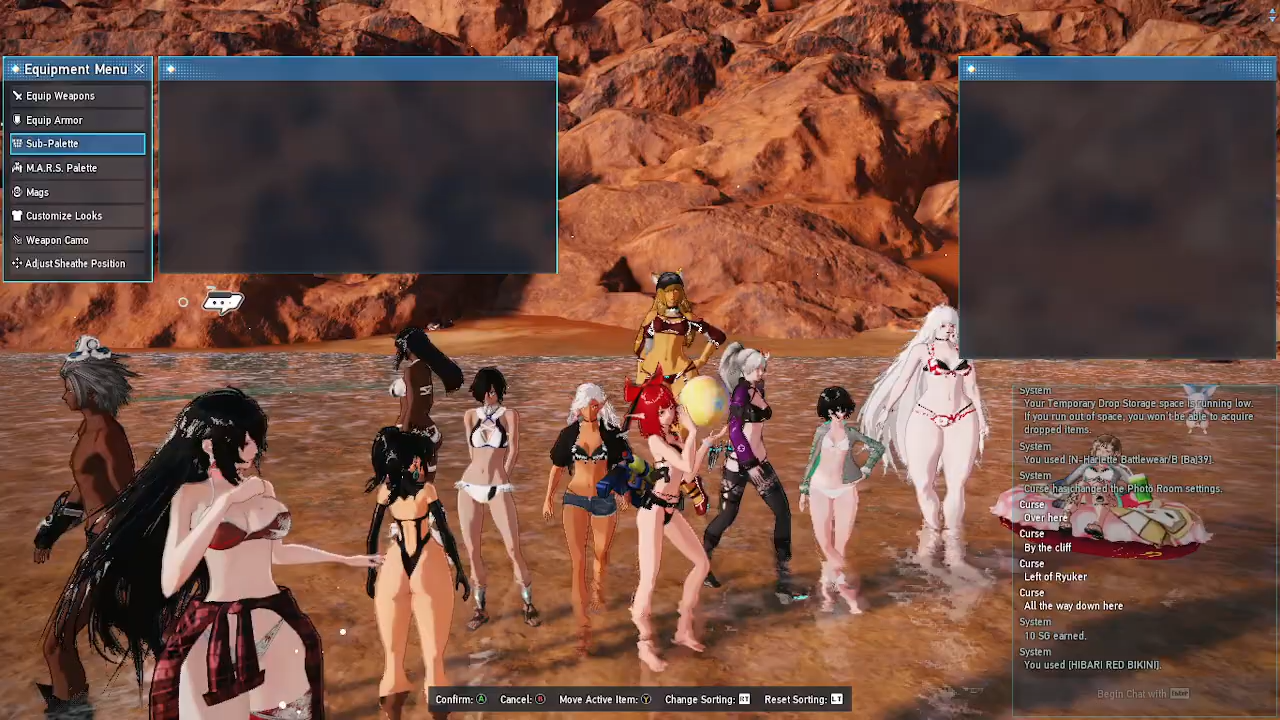 Equipment Menu
Equip Weapons
Equip Armor
Sub-Palette
M.A.R.S. Palette
Mags
Customize Looks
Weapon Camo
Adjust Sheathe Position
System
Your Temporary Drop Storage space is running low.
If you run out of space, you won't be able to acquire
dropped items.
System
You used [N-Harlette Battlewear/B [Ba]39].
System
Curse has changed the Photo Room settings.
Curse
Over here
Curse
By the cliff
Curse
Left of Ryuker
Curse
All the way down here
System
10 SG earned.
System
You used [HIBARI RED BIKINI].
Begin Chat with Enter
Confirm: A Cancel: B Move Active Item: Y Change Sorting: RT Reset Sorting: LT